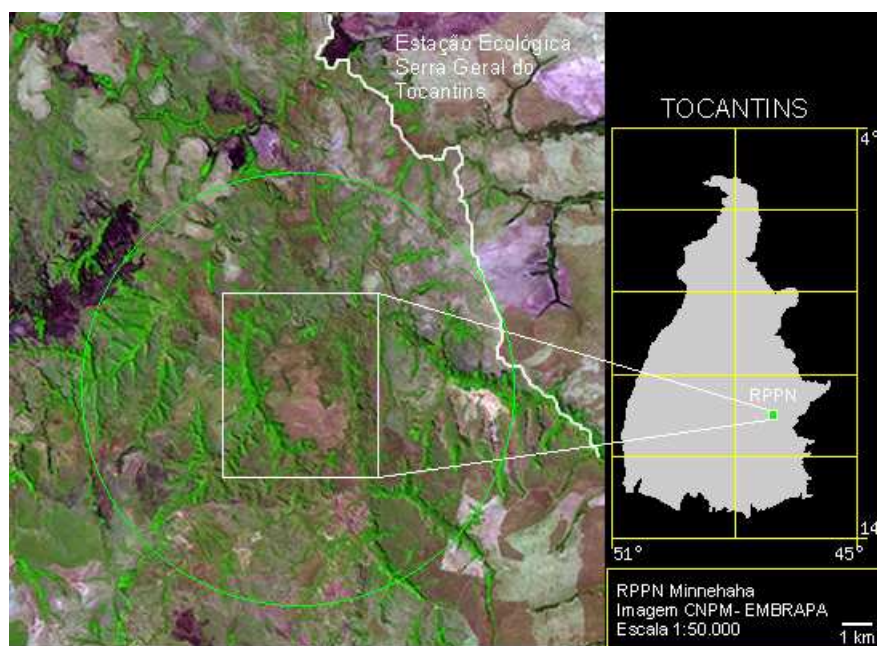 Estação Ecológica
Serra Geral do
Tocantins
TOCANTINS
4°
RPPN
14
51°
45°
RPPN Minnehaha
Imagem CNPM- EMBRAPA
Escala 1:50.000
1 km